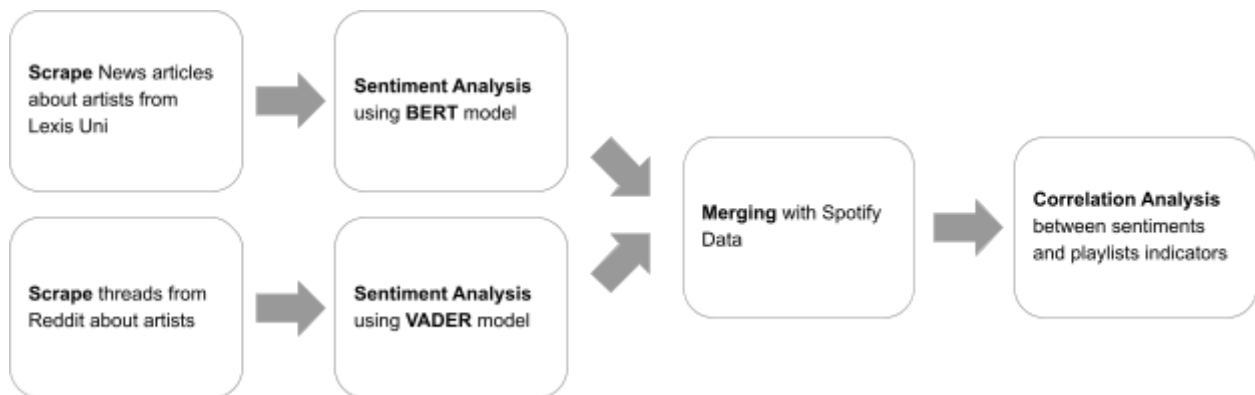 Scrape News articles
about artists from
Lexis Uni
Sentiment Analysis
using BERT model
Scrape threads from
Reddit about artists
Sentiment Analysis
using VADER model
Merging with Spotify
Data
Correlation Analysis
between sentiments
and playlists indicators